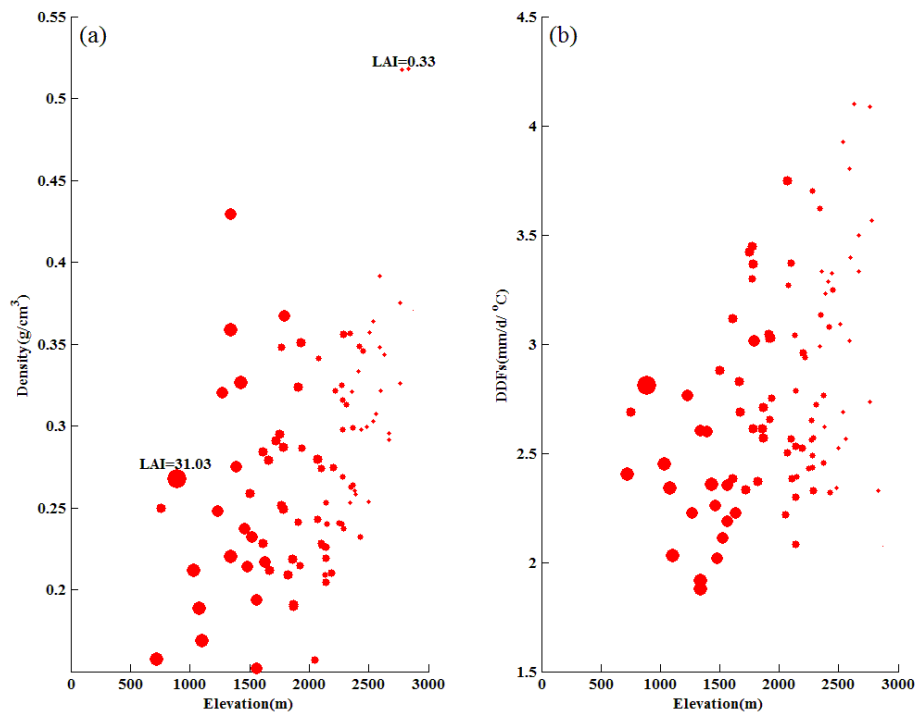 (a)
0.55
0.5
0.45
0.4
0.35
0.3
0.25
0.2
Density(g/cm³)
LAI=0.33
LAI=31.03
0 500 1000 1500 2000 2500 3000
Elevation(m)
(b)
4.5
4
3.5
3
2.5
2
1.5
DDFs(mm/d/ °C)
0 500 1000 1500 2000 2500 3000
Elevation(m)